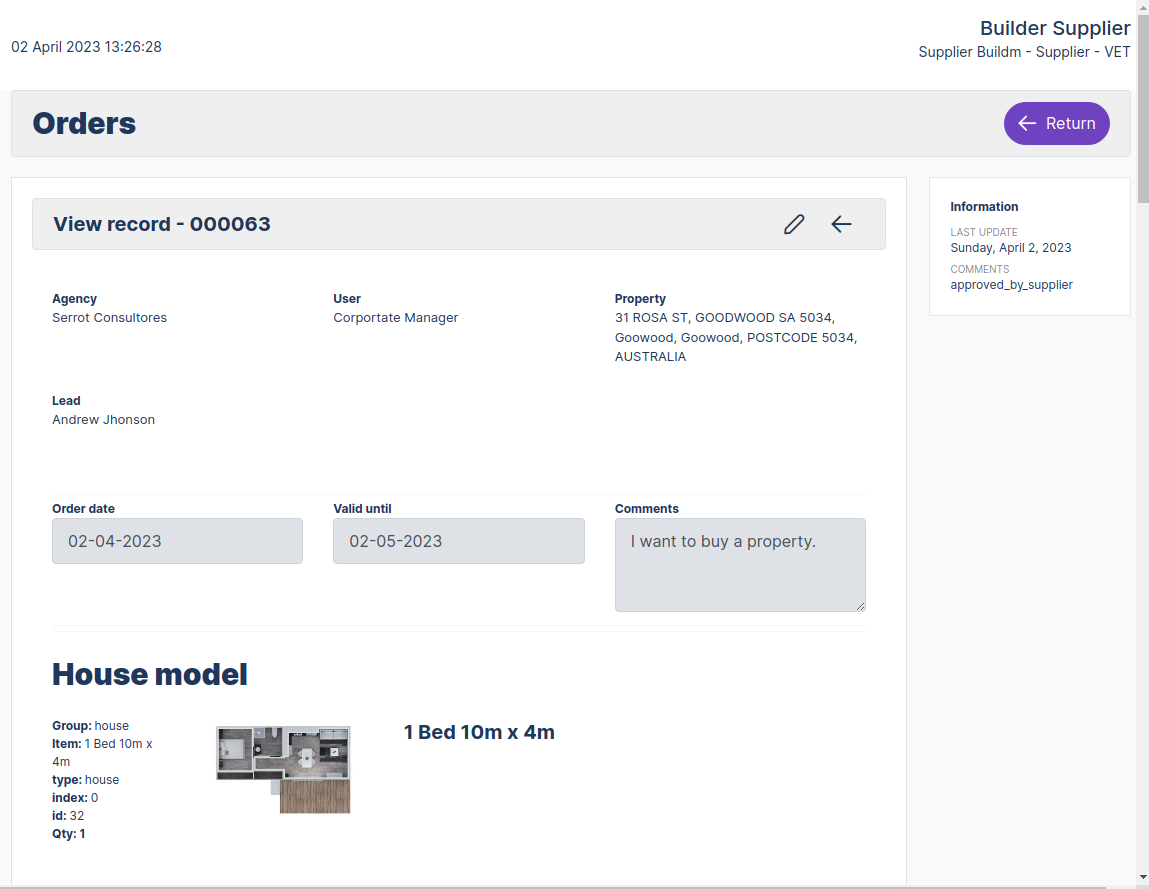 Builder Supplier
02 April 2023 13:26:28
Supplier Buildm - Supplier - VET
Orders
Return
View record - 000063
Information
LAST UPDATE
Sunday, April 2, 2023
COMMENTS
approved_by_supplier
Agency
Serrot Consultores
User
Corportate Manager
Property
31 ROSA ST, GOODWOOD SA 5034,
Goowood, Goowood, POSTCODE 5034,
AUSTRALIA
Lead
Andrew Jhonson
Order date
02-04-2023
Valid until
02-05-2023
Comments
I want to buy a property.
House model
Group: house
Item: 1 Bed 10m x
4m
type: house
index: 0
id: 32
Qty: 1
1 Bed 10m x 4m